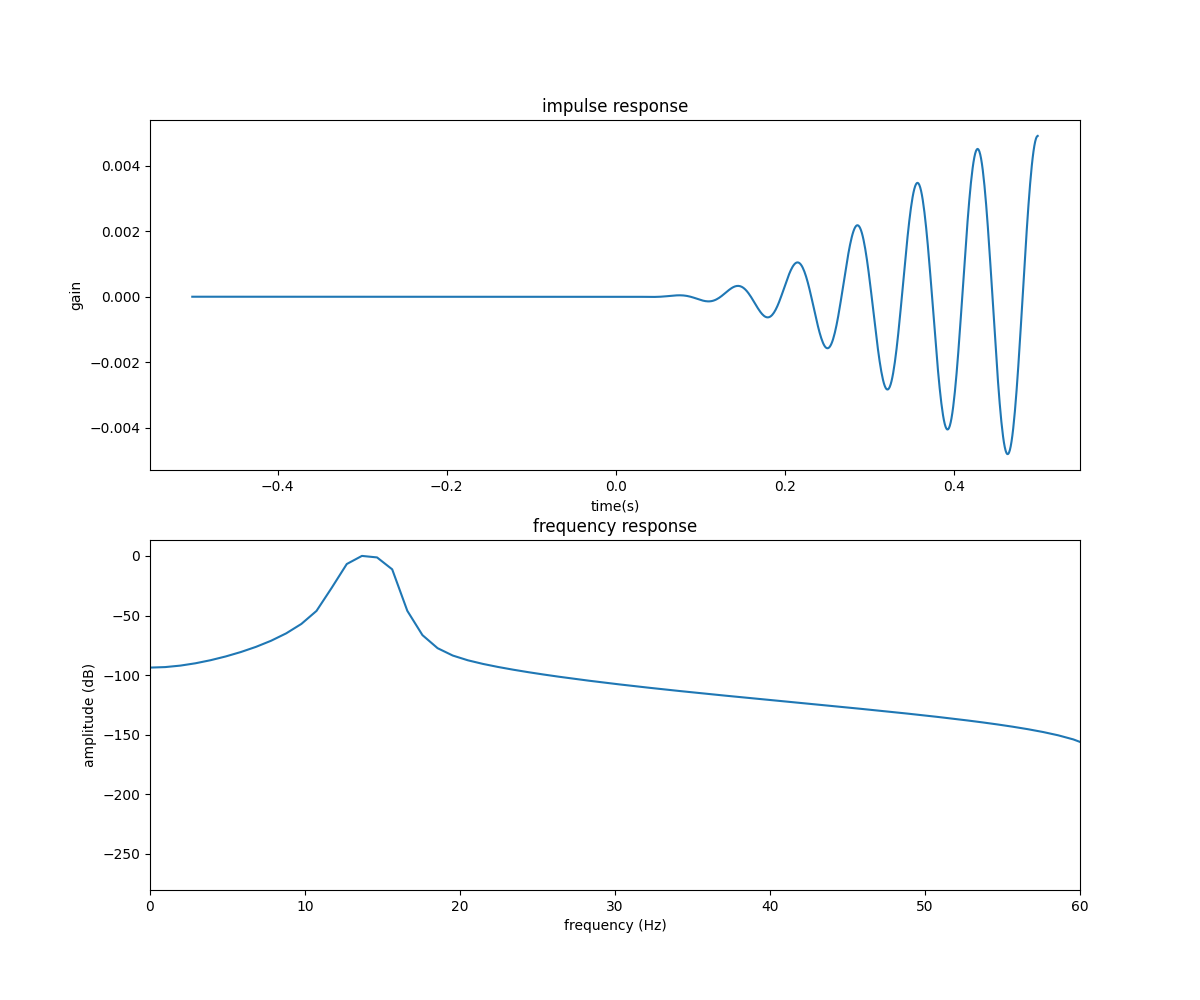 impulse response
0.004
0.002
0.000
−0.002
−0.004
gain
−0.4 −0.2 0.0 0.2 0.4
time(s)
frequency response
0
−50
−100
−150
−200
−250
amplitude (dB)
0 10 20 30 40 50 60
frequency (Hz)